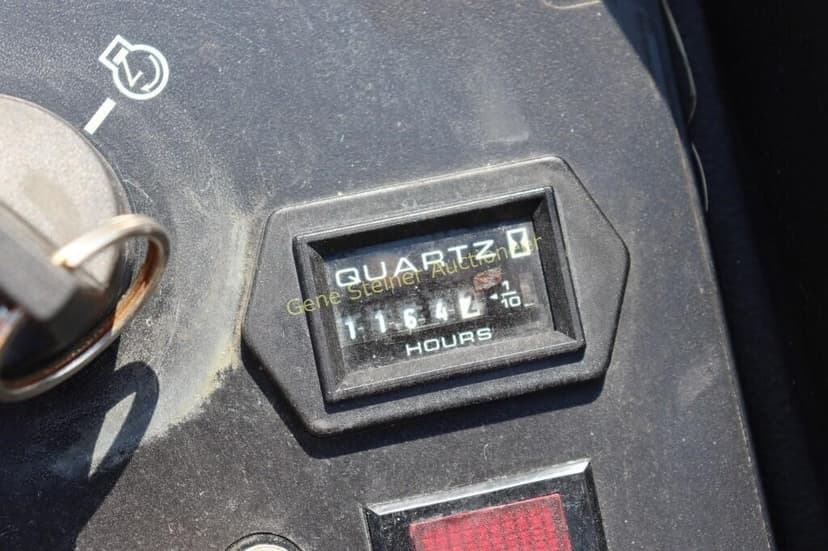 QUARTZ
Gene Steiner Auctioneer
1 1 6 4 2 1/10
HOURS